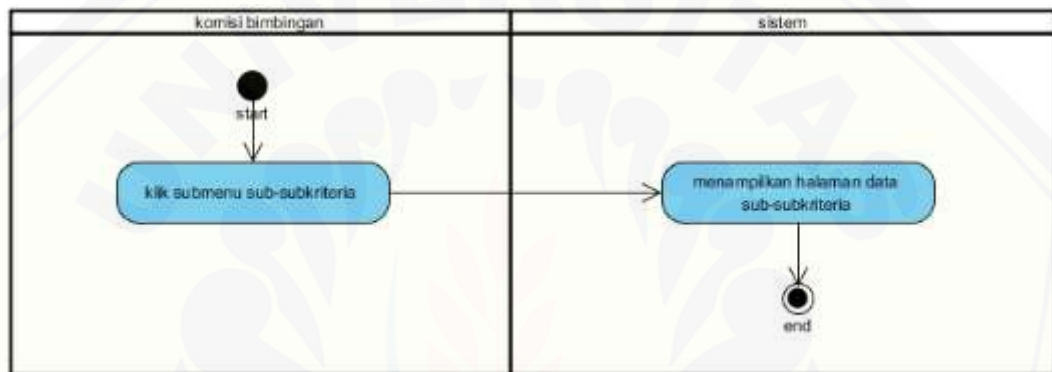 komisi bimbingan
sistem
start
klik submenu sub-subkriteria
menampilkan halaman data
sub-subkriteria
end